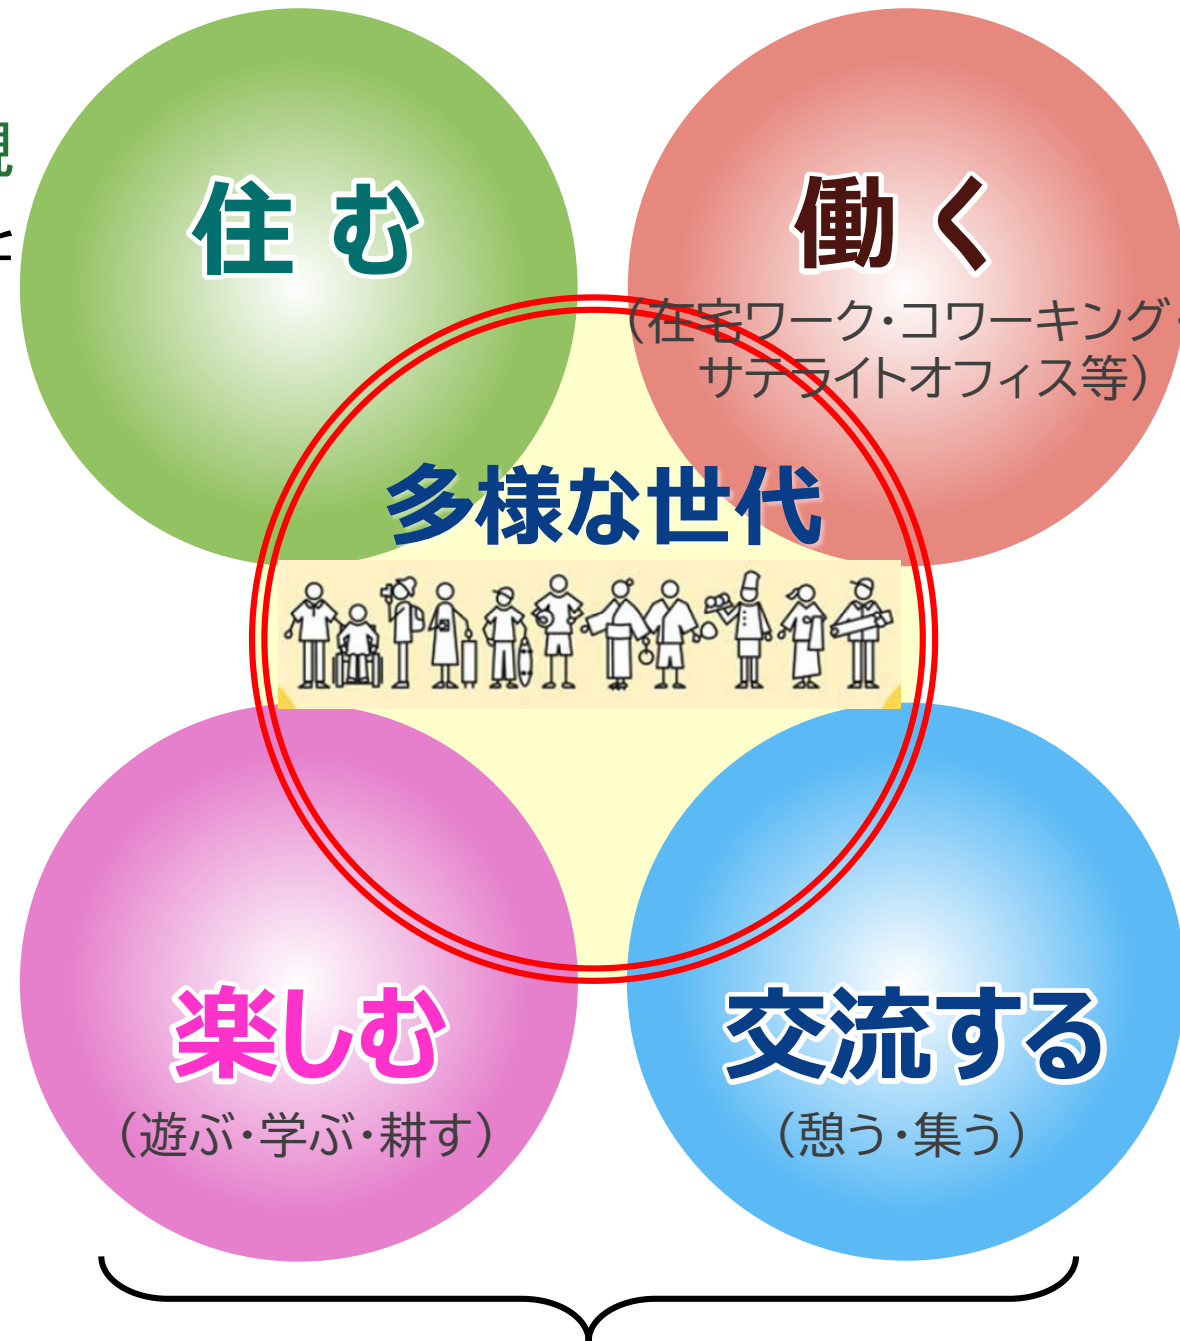 住む
働く
（在宅ワーク・コワーキング・
サテライトオフィス等）
多様な世代
楽しむ
（遊ぶ・学ぶ・耕す）
交流する
（憩う・集う）